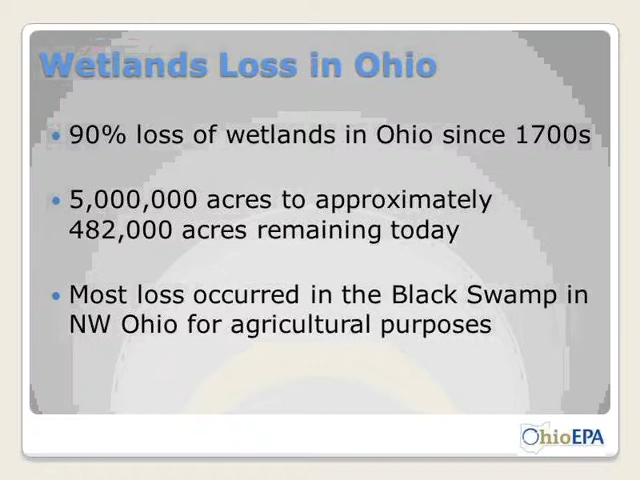 Wetlands Loss in Ohio
• 90% loss of wetlands in Ohio since 1700s
• 5,000,000 acres to approximately
482,000 acres remaining today
• Most loss occurred in the Black Swamp in
NW Ohio for agricultural purposes
OhioEPA